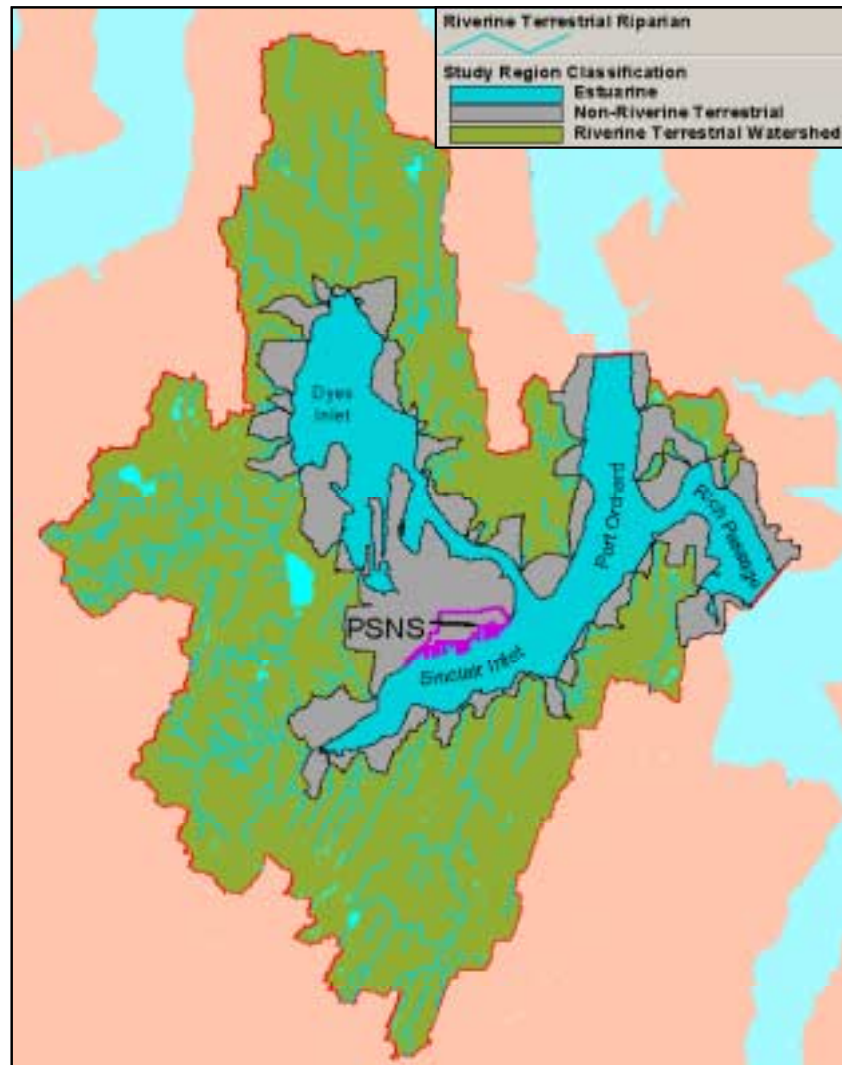 Riverine Terrestrial Riparian
Study Region Classification
Estuarine
Non-Riverine Terrestrial
Riverine Terrestrial Watershed
Dyes
Inlet
Port Orchard
Rich Passage
PSNS
Sinclair Inlet